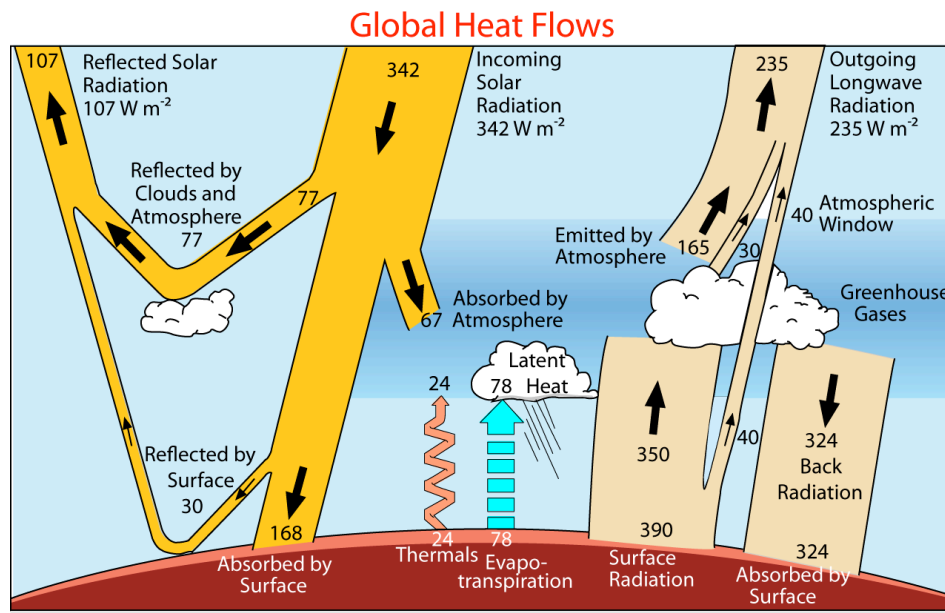 Global Heat Flows
107
Reflected Solar
Radiation
107 W m⁻²
342
Incoming
Solar
Radiation
342 W m⁻²
235
Outgoing
Longwave
Radiation
235 W m⁻²
Reflected by
Clouds and
Atmosphere
77
77
67
Absorbed by
Atmosphere
Emitted by
Atmosphere
165
30
40
Atmospheric
Window
Greenhouse
Gases
Latent
Heat
24
78
350
40
324
Back
Radiation
Reflected by
Surface
30
168
Absorbed by
Surface
24
Thermals
78
Evapo-
transpiration
390
Surface
Radiation
324
Absorbed by
Surface